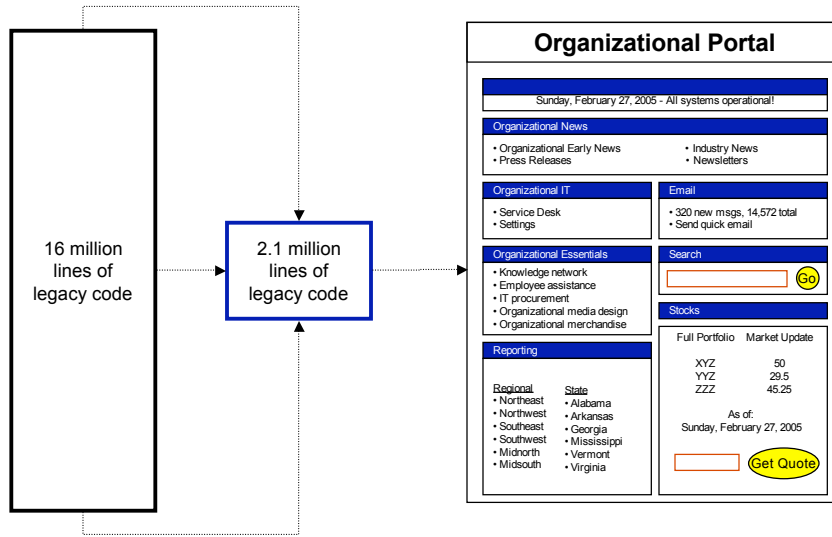 16 million
lines of
legacy code
2.1 million
lines of
legacy code
Organizational Portal
Sunday, February 27, 2005 - All systems operational!
Organizational News
• Organizational Early News
• Press Releases
• Industry News
• Newsletters
Organizational IT
• Service Desk
• Settings
Email
• 320 new msgs, 14,572 total
• Send quick email
Organizational Essentials
• Knowledge network
• Employee assistance
• IT procurement
• Organizational media design
• Organizational merchandise
Search
Go
Stocks
Full Portfolio Market Update
XYZ 50
YYZ 29.5
ZZZ 45.25
As of:
Sunday, February 27, 2005
Get Quote
Reporting
Regional
• Northeast
• Northwest
• Southeast
• Southwest
• Midnorth
• Midsouth
State
• Alabama
• Arkansas
• Georgia
• Mississippi
• Vermont
• Virginia